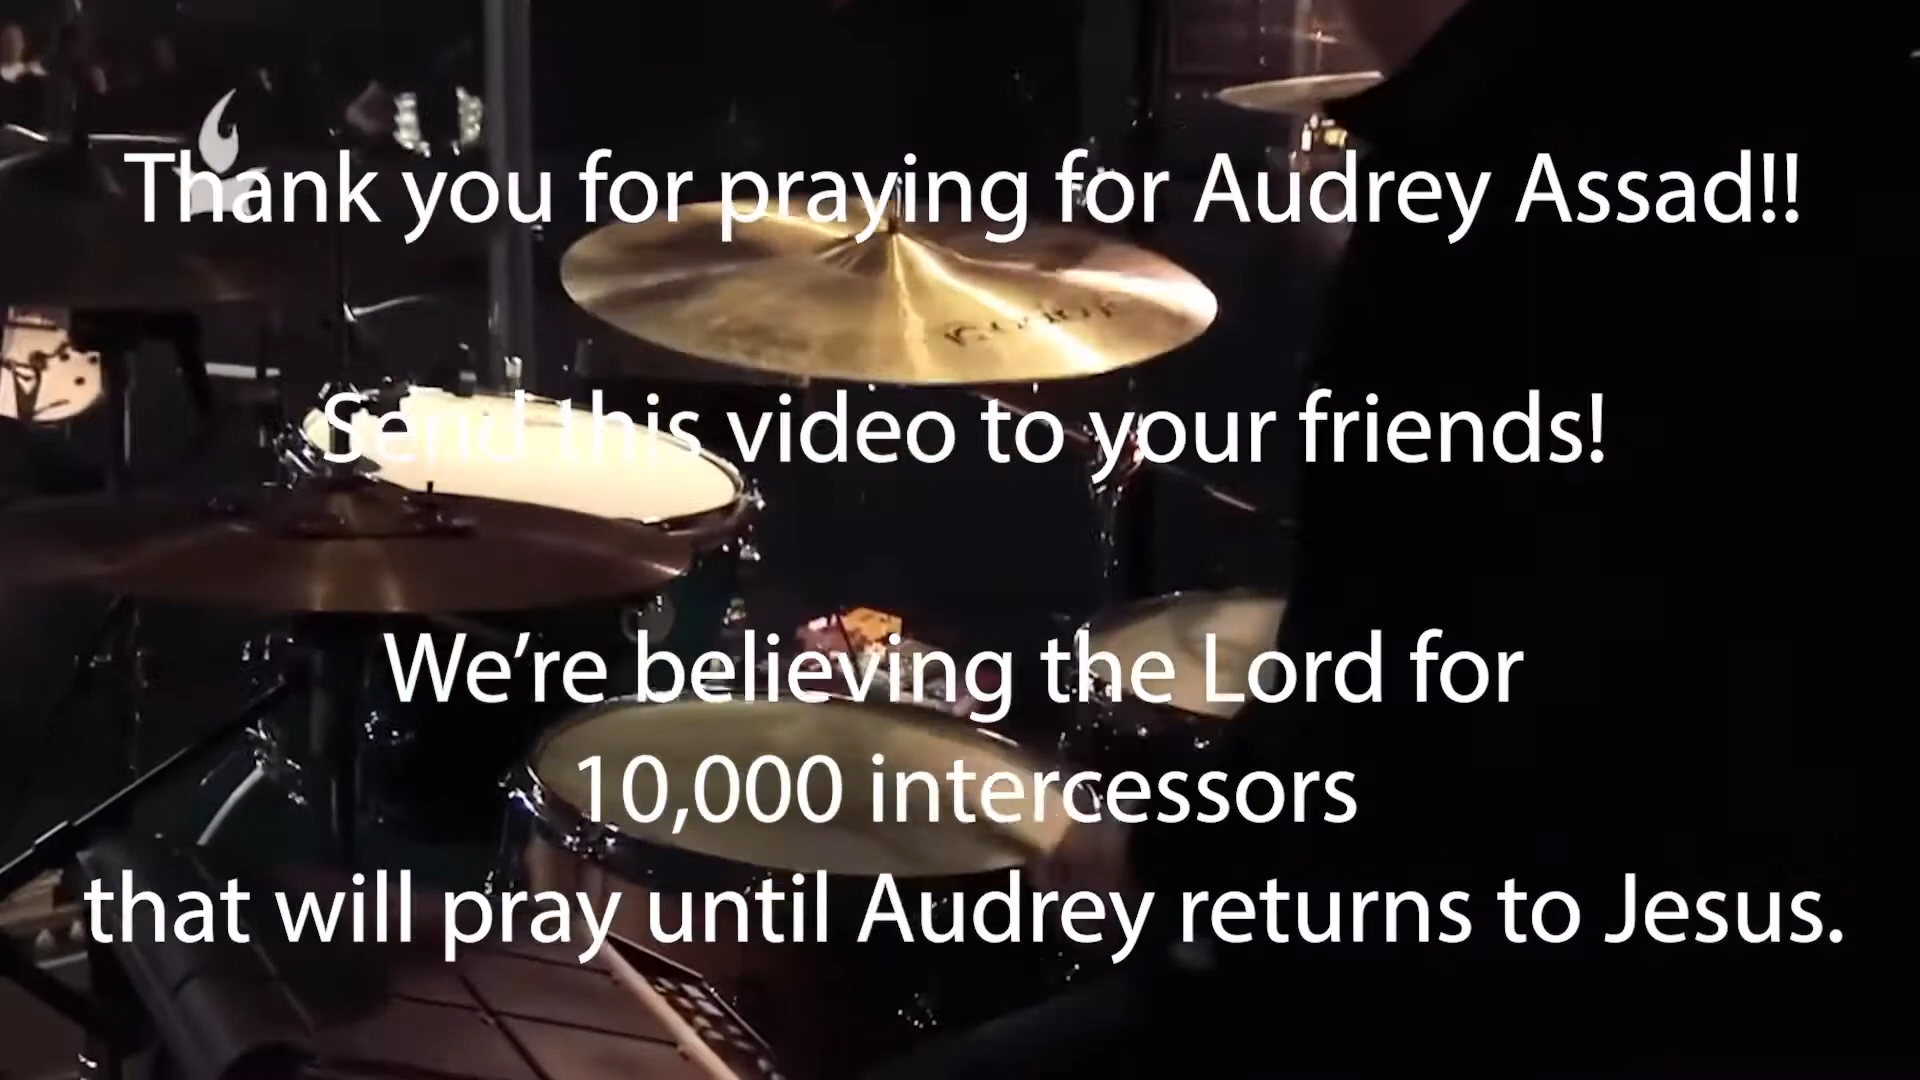 Thank you for praying for Audrey Assad!!
Send this video to your friends!
We’re believing the Lord for
10,000 intercessors
that will pray until Audrey returns to Jesus.